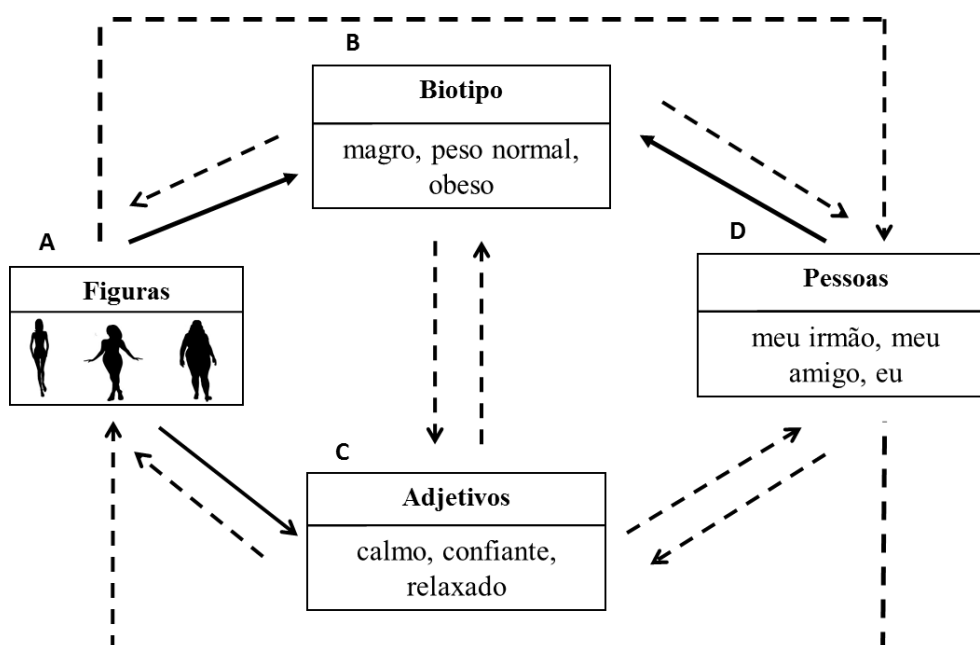 B
Biotipo
magro, peso normal,
obeso
A
Figuras
D
Pessoas
meu irmão, meu
amigo, eu
C
Adjetivos
calmo, confiante,
relaxado